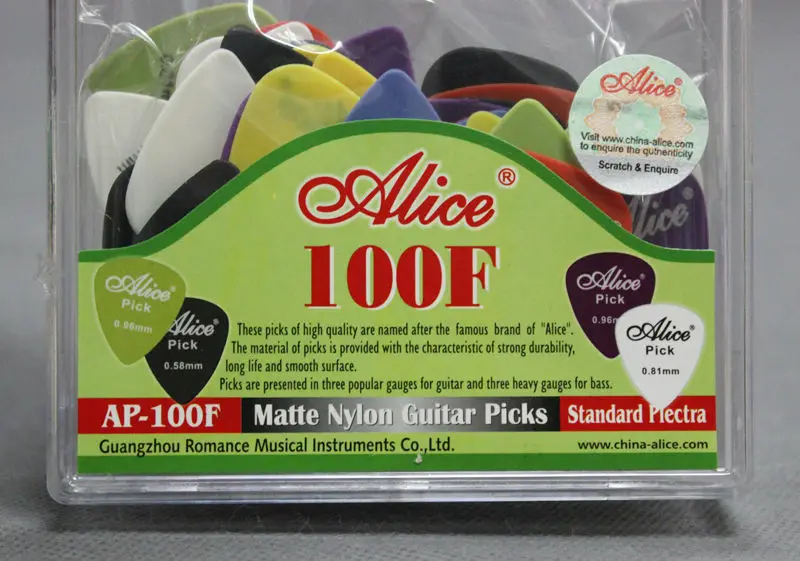 Alice®
Visit www.china-alice.com
to enquire the quthenticity
Scratch & Enquire
Alice
Alice®
100F
Alice®
Pick
Alice®
Pick
0.58mm
Alice®
Pick
0.96m
Alice®
Pick
0.81mm
These picks of high quality are named after the famous brand of "Alice".
The material of picks is provided with the characteristic of strong durability,
long life and smooth surface.
Picks are presented in three popular gauges for guitar and three heavy gauges for bass.
AP-100F
Matte Nylon Guitar Picks
Standard Plectra
Guangzhou Romance Musical Instruments Co.,Ltd.
www.china-alice.com